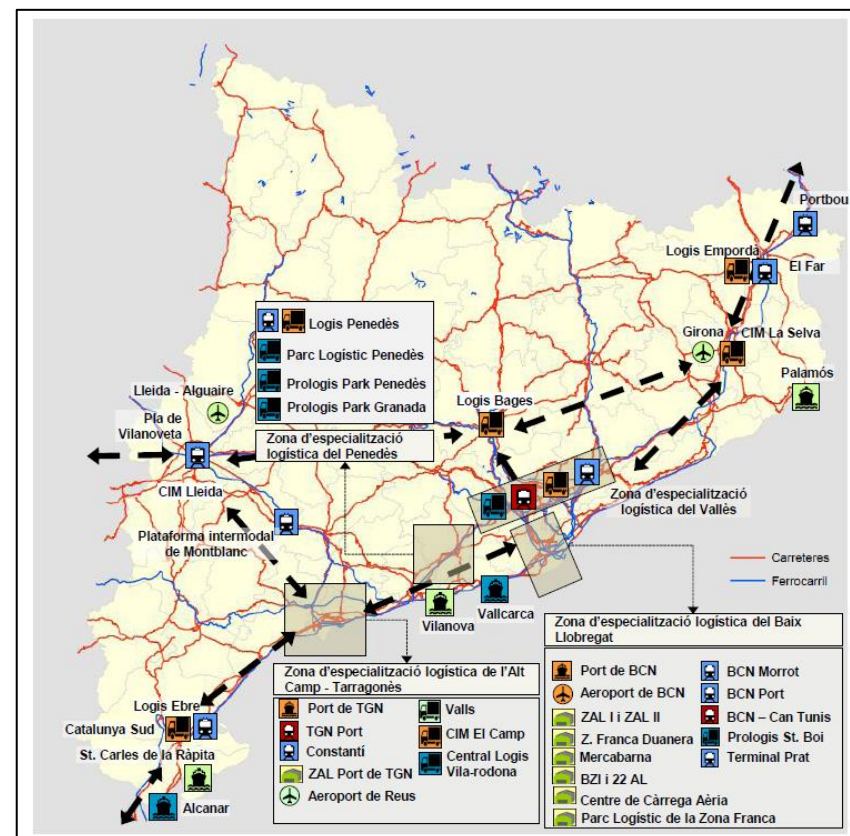 Portbou
Logis Empordà
El Far
Girona
CIM La Selva
Palamós
Logis Penedès
Parc Logístic Penedès
Prologis Park Penedès
Prologis Park Granada
Lleida - Alguaire
Pla de
Vilanoveta
Logis Bages
Zona d'especialització
logística del Penedès
CIM Lleida
Zona d'especialització
logística del Vallès
Plataforma intermodal
de Montblanc
Carreteres
Ferrocarril
Vallcarca
Vilanova
Zona d'especialització logística del Baix
Llobregat
Port de BCN
Aeroport de BCN
ZAL I i ZAL II
Z. Franca Duanera
Mercabarna
BZI i 22 AL
Centre de Càrrega Aèria
Parc Logístic de la Zona Franca
BCN Morrot
BCN Port
BCN – Can Tunis
Prologis St. Boi
Terminal Prat
Zona d'especialització logística de l'Alt
Camp - Tarragonès
Port de TGN
TGN Port
Constantí
ZAL Port de TGN
Aeroport de Reus
Valls
CIM El Camp
Central Logis
Vila-rodona
Logis Ebre
Catalunya Sud
St. Carles de la Ràpita
Alcanar